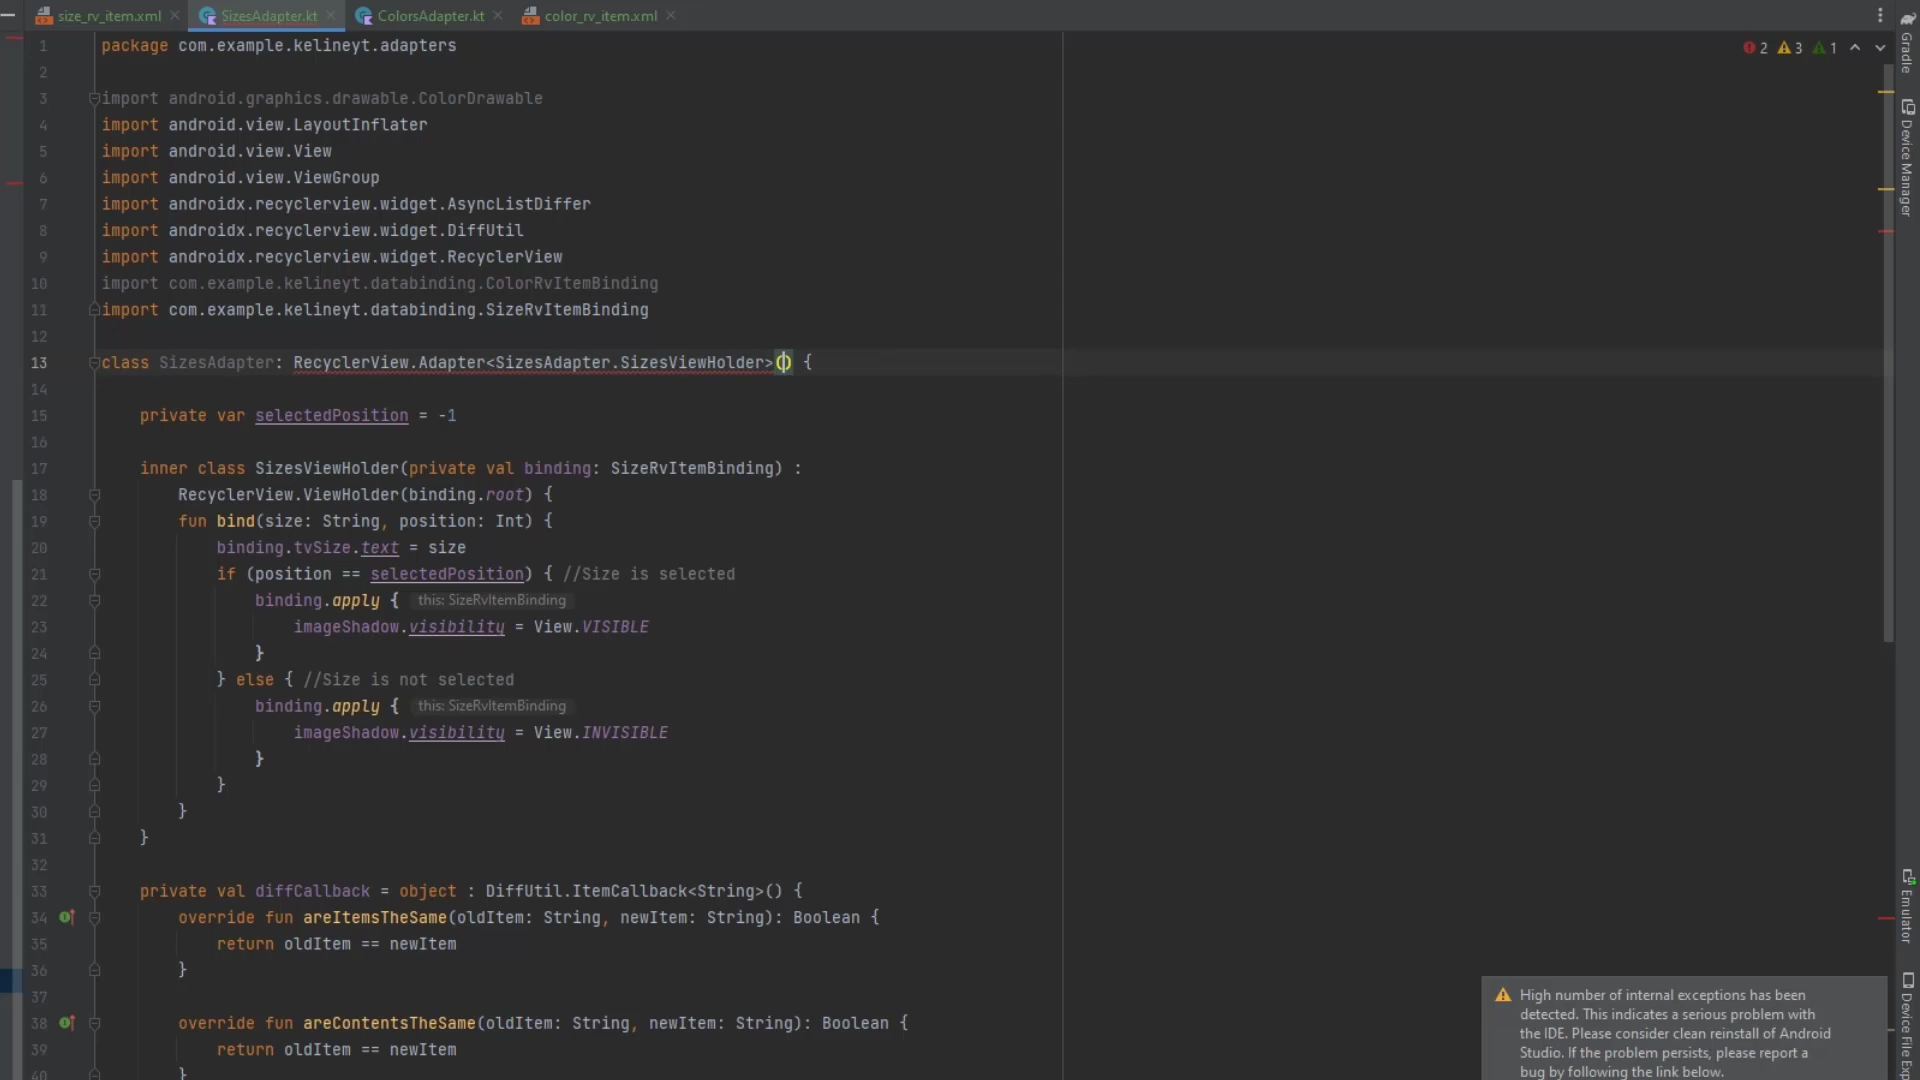 size_rv_item.xml SizesAdapter.kt ColorsAdapter.kt color_rv_item.xml
2 3 1
1 package com.example.kelineyt.adapters
2
3 import android.graphics.drawable.ColorDrawable
4 import android.view.LayoutInflater
5 import android.view.View
6 import android.view.ViewGroup
7 import androidx.recyclerview.widget.AsyncListDiffer
8 import androidx.recyclerview.widget.DiffUtil
9 import androidx.recyclerview.widget.RecyclerView
10 import com.example.kelineyt.databinding.ColorRvItemBinding
11 import com.example.kelineyt.databinding.SizeRvItemBinding
12
13 class SizesAdapter: RecyclerView.Adapter<SizesAdapter.SizesViewHolder>() {
14
15 private var selectedPosition = -1
16
17 inner class SizesViewHolder(private val binding: SizeRvItemBinding) :
18 RecyclerView.ViewHolder(binding.root) {
19 fun bind(size: String, position: Int) {
20 binding.tvSize.text = size
21 if (position == selectedPosition) { //Size is selected
22 binding.apply { this: SizeRvItemBinding
23 imageShadow.visibility = View.VISIBLE
24 }
25 } else { //Size is not selected
26 binding.apply { this: SizeRvItemBinding
27 imageShadow.visibility = View.INVISIBLE
28 }
29 }
30 }
31 }
32
33 private val diffCallback = object : DiffUtil.ItemCallback<String>() {
34 override fun areItemsTheSame(oldItem: String, newItem: String): Boolean {
35 return oldItem == newItem
36 }
37
38 override fun areContentsTheSame(oldItem: String, newItem: String): Boolean {
39 return oldItem == newItem
40 }
Gradle
Device Manager
Emulator
Device File Exp
High number of internal exceptions has been
detected. This indicates a serious problem with
the IDE. Please consider clean reinstall of Android
Studio. If the problem persists, please report a
bug by following the link below.